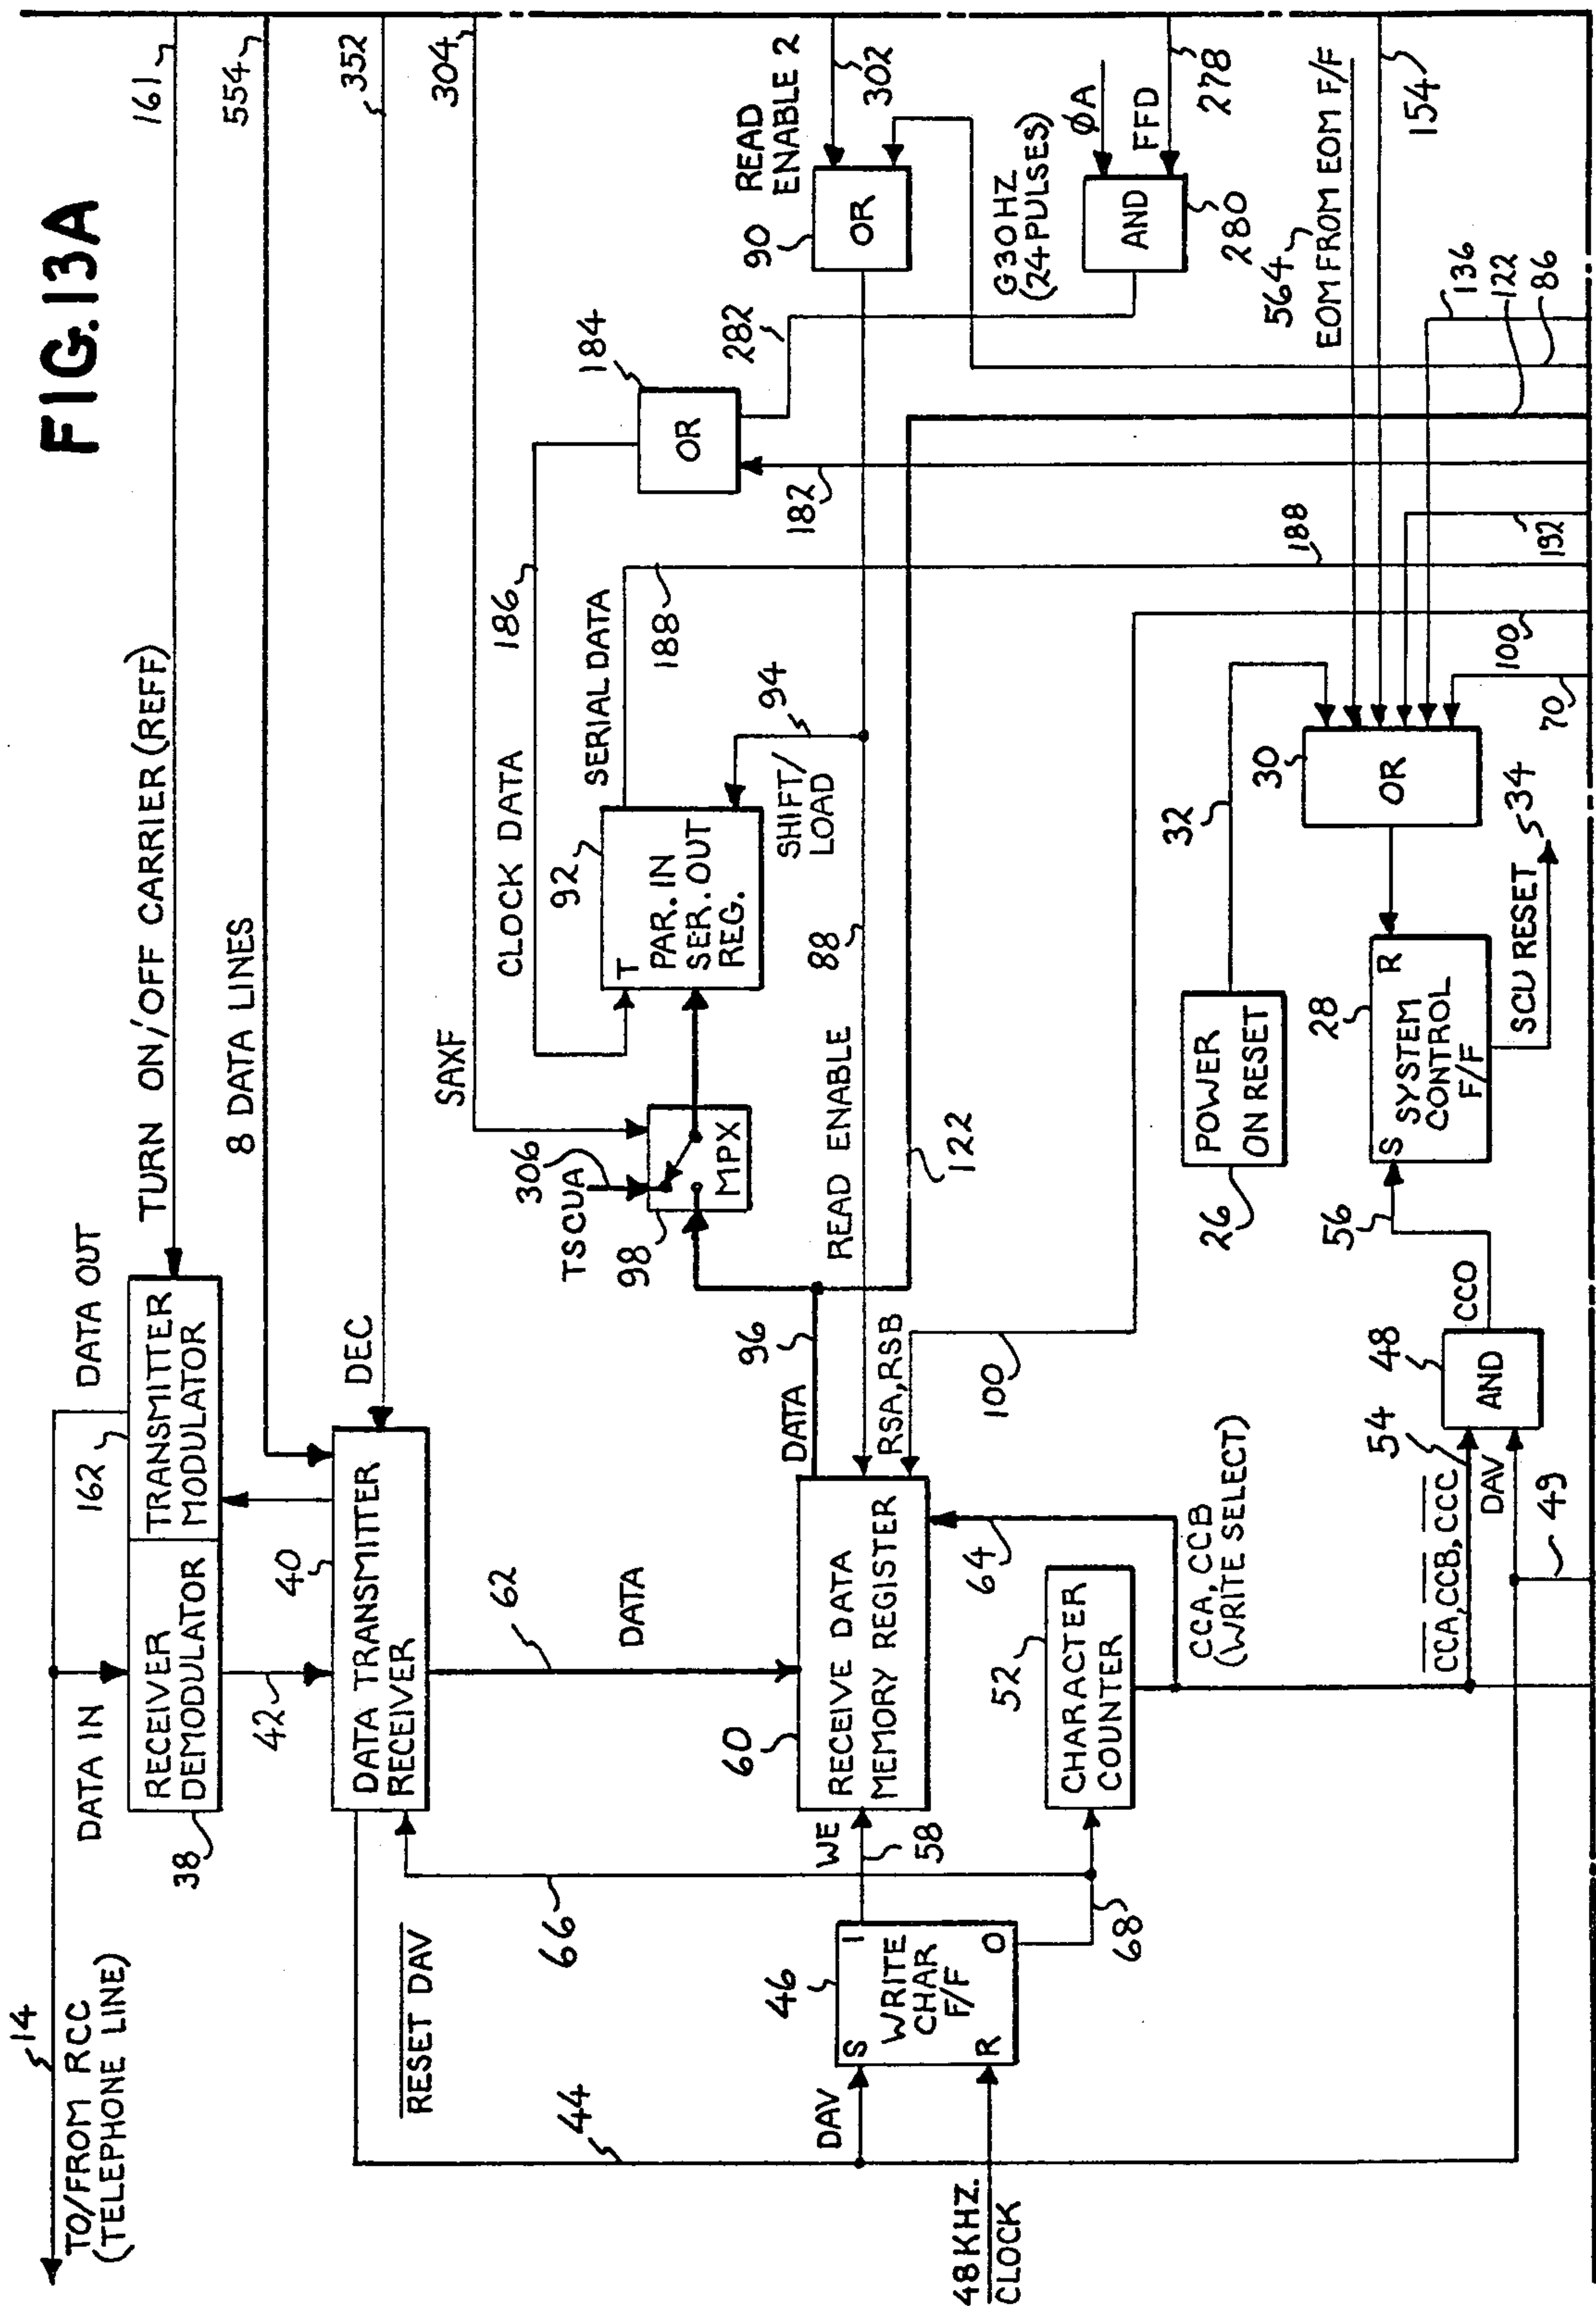 FIG.13A
14
TO/FROM RCC
(TELEPHONE LINE)
DATA IN
DATA OUT
TURN ON/OFF CARRIER (REFF)
161
38
RECEIVER
DEMODULATOR
162
TRANSMITTER
MODULATOR
8 DATA LINES
554
42
40
DEC
352
DATA TRANSMITTER
RECEIVER
RESET DAV
66
44
62
DATA
SAXF
304
TSCUA
306
98
MPX
CLOCK DATA
186
184
OR
282
182
92
T
PAR. IN
SER. OUT
REG.
SERIAL DATA
188
SHIFT/
LOAD
94
90
READ
ENABLE 2
OR
302
DATA
96
READ ENABLE
88
60
RECEIVE DATA
MEMORY REGISTER
RSA, RSB
100
122
DAV
46
S
1
WRITE
CHAR
F/F
R
0
WE
58
68
48 KHZ.
CLOCK
52
CHARACTER
COUNTER
64
CCA, CCB
(WRITE SELECT)
G30HZ
(24 PULSES)
ØA
FFD
AND
280
278
26
POWER
ON RESET
32
30
OR
564
EOM FROM EOM F/F
154
28
S
R
SYSTEM
CONTROL
F/F
SCU RESET
34
56
CCO
48
AND
54
CCA, CCB, CCC
DAV
49
70
100
188
192
136
122
86